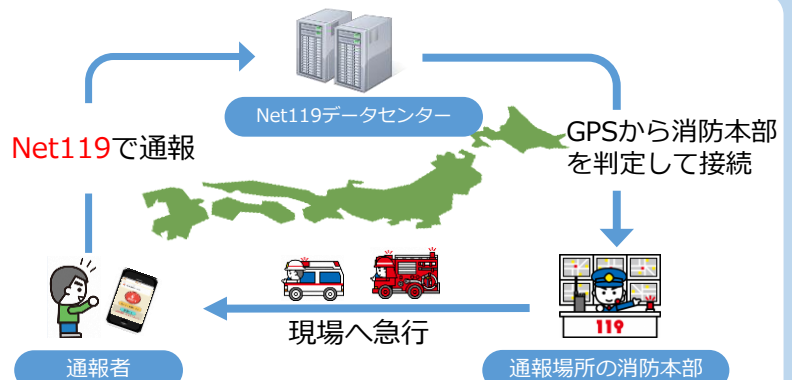 Net119データセンター
Net119で通報
GPSから消防本部
を判定して接続
119
現場へ急行
通報者
通報場所の消防本部